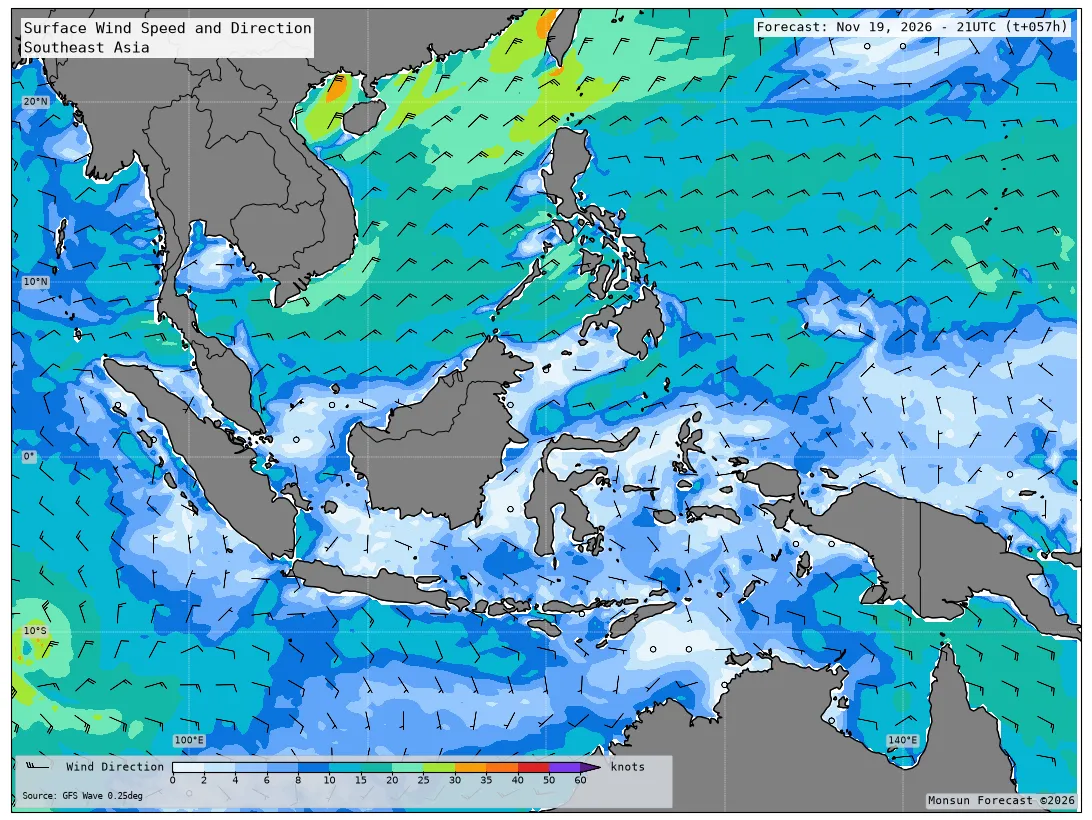 Surface Wind Speed and Direction
Southeast Asia
Forecast: Nov 19, 2026 - 21UTC (t+057h)
20°N
10°N
0°
10°S
100°E
140°E
Wind Direction
0 2 4 6 8 10 15 20 25 30 35 40 50 60
knots
Source: GFS Wave 0.25deg
Monsun Forecast ©2026